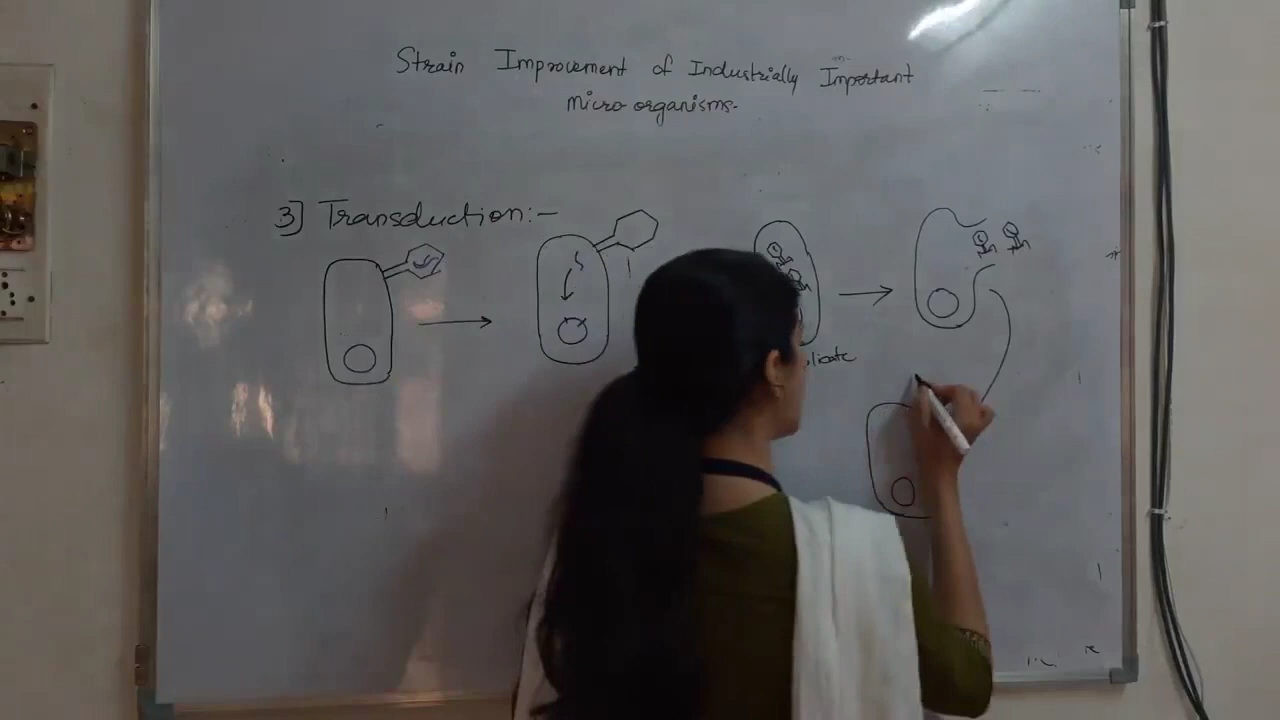 Strain Improvement of Industrially Important
Micro organisms.
3] Transduction:-